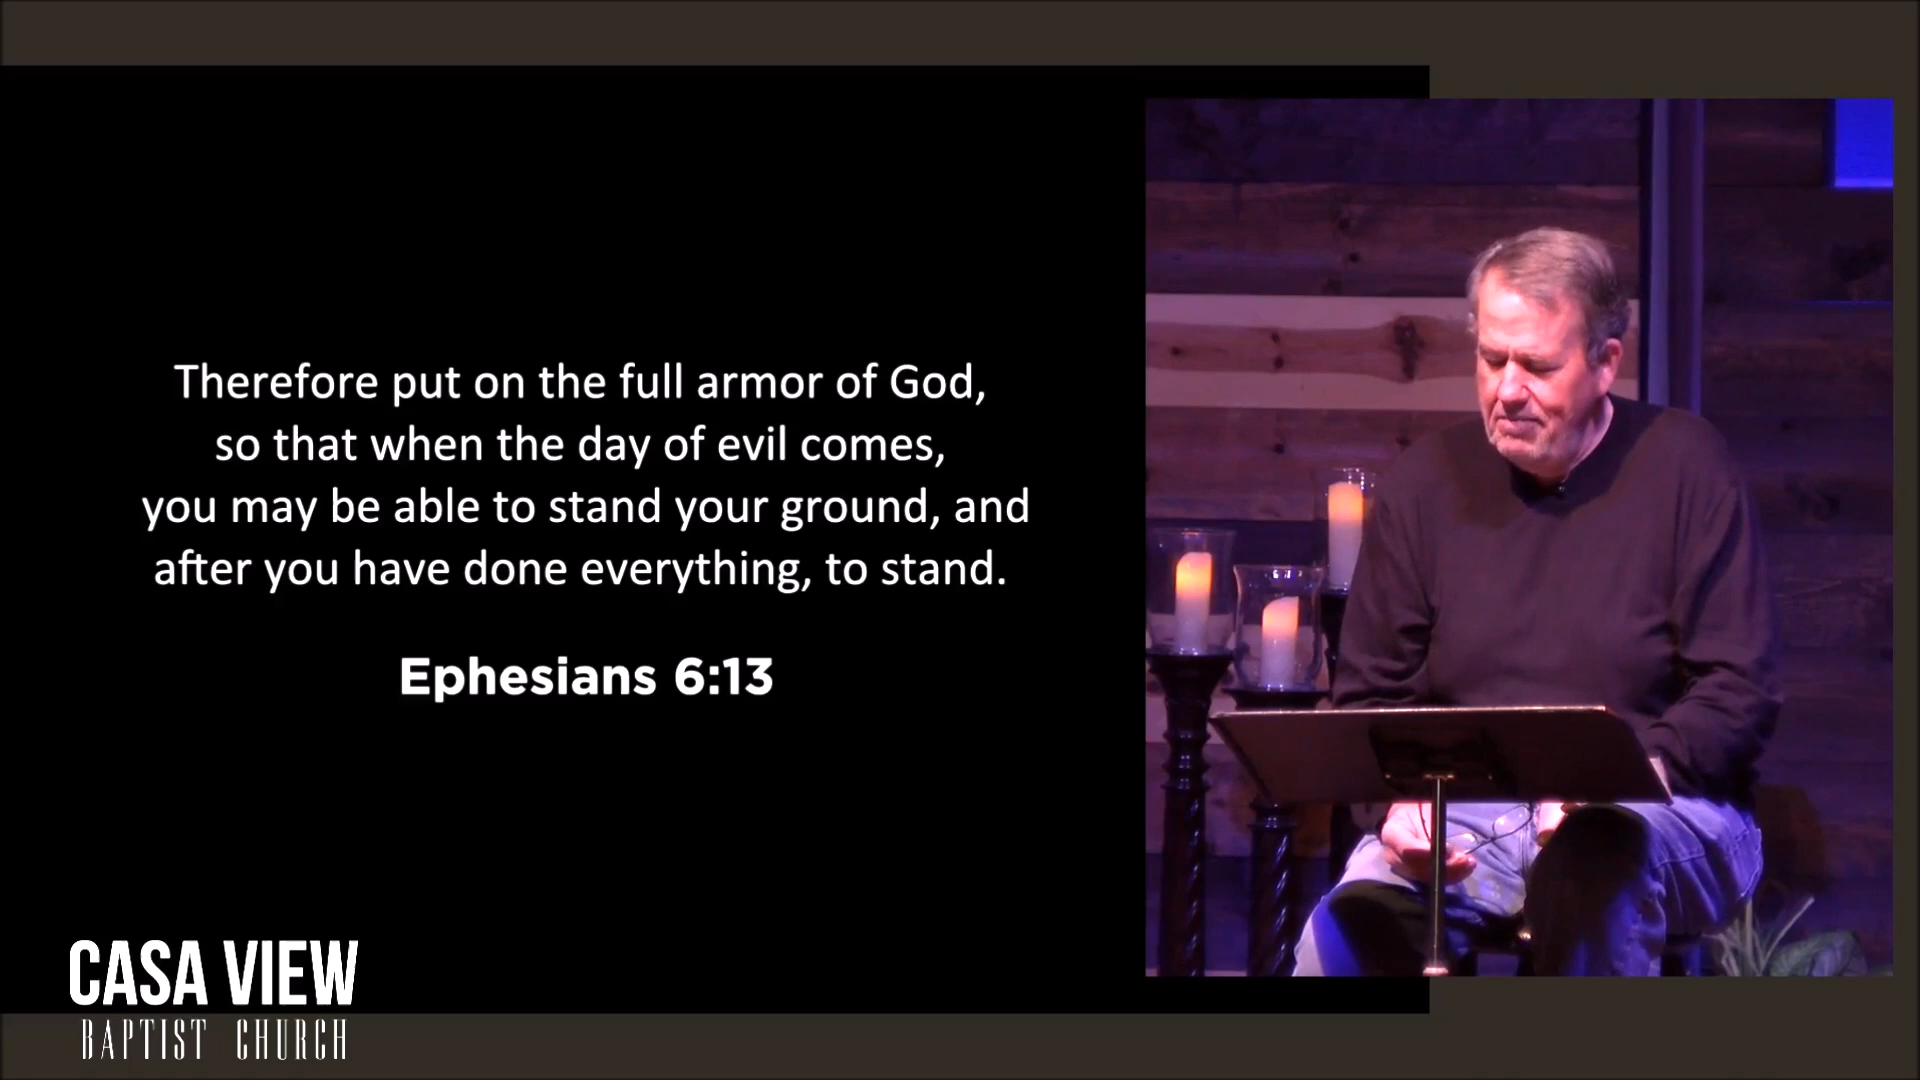 Therefore put on the full armor of God,
so that when the day of evil comes,
you may be able to stand your ground, and
after you have done everything, to stand.
Ephesians 6:13
CASA VIEW
BAPTIST CHURCH